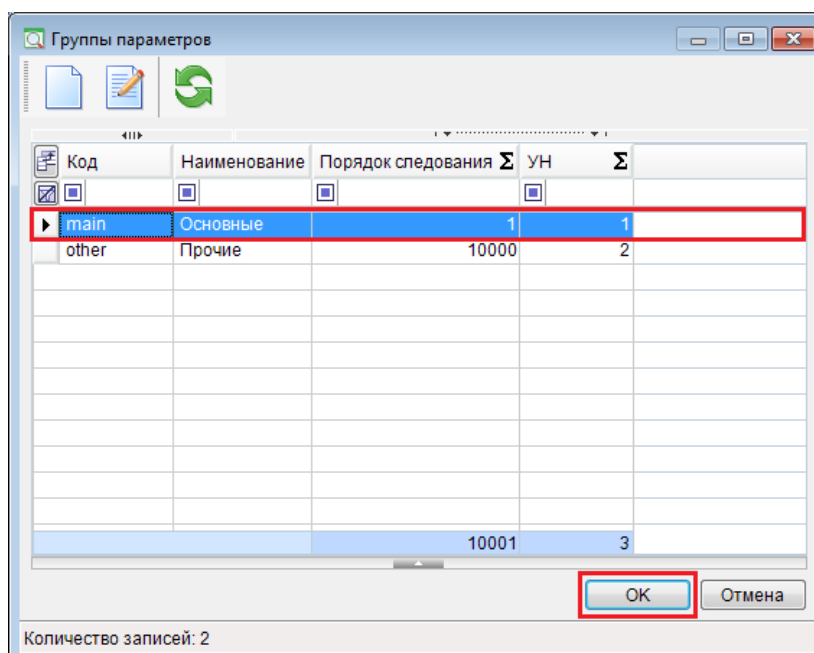 Группы параметров
Код Наименование Порядок следования Σ УН Σ
main Основные 1 1
other Прочие 10000 2
10001 3
OK Отмена
Количество записей: 2